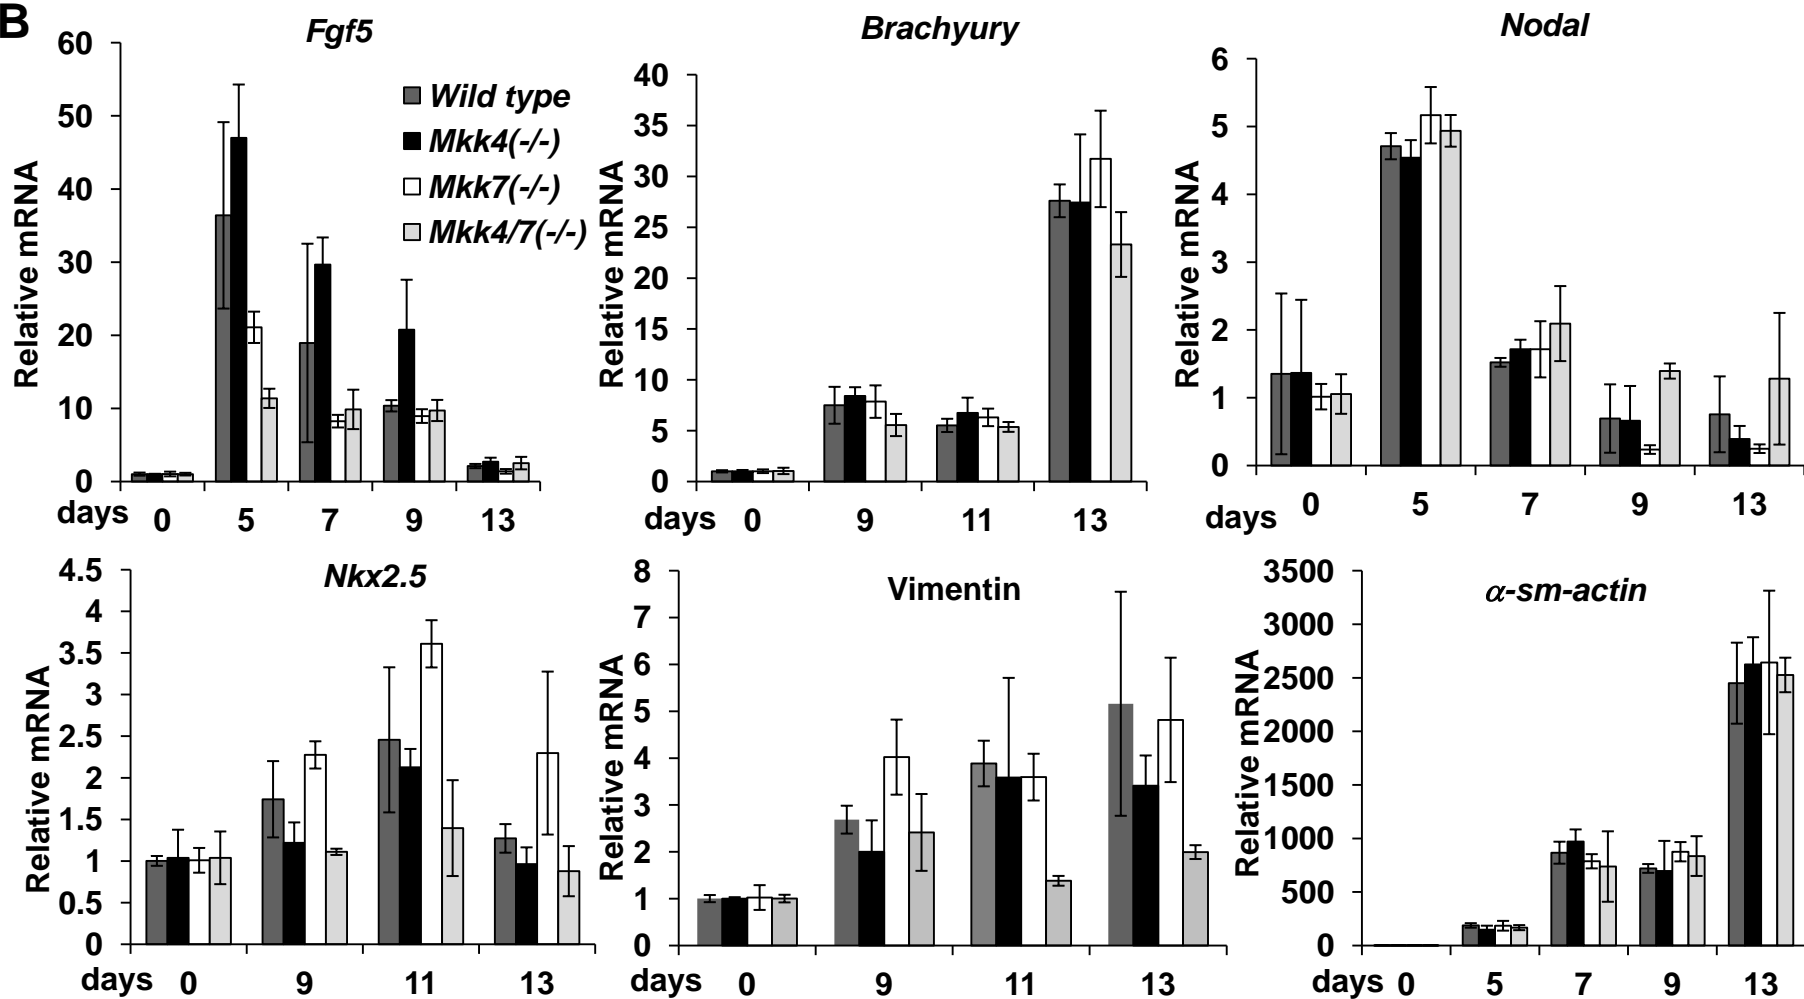 B
Fgf5
60
50
40
30
20
10
0
Relative mRNA
Wild type
Mkk4(-/-)
Mkk7(-/-)
Mkk4/7(-/-)
days 0 5 7 9 13
Brachyury
40
35
30
25
20
15
10
5
0
Relative mRNA
days 0 9 11 13
Nodal
6
5
4
3
2
1
0
Relative mRNA
days 0 5 7 9 13
Nkx2.5
4.5
4
3.5
3
2.5
2
1.5
1
0.5
0
Relative mRNA
days 0 9 11 13
Vimentin
8
7
6
5
4
3
2
1
0
Relative mRNA
days 0 9 11 13
α-sm-actin
3500
3000
2500
2000
1500
1000
500
0
Relative mRNA
days 0 5 7 9 13